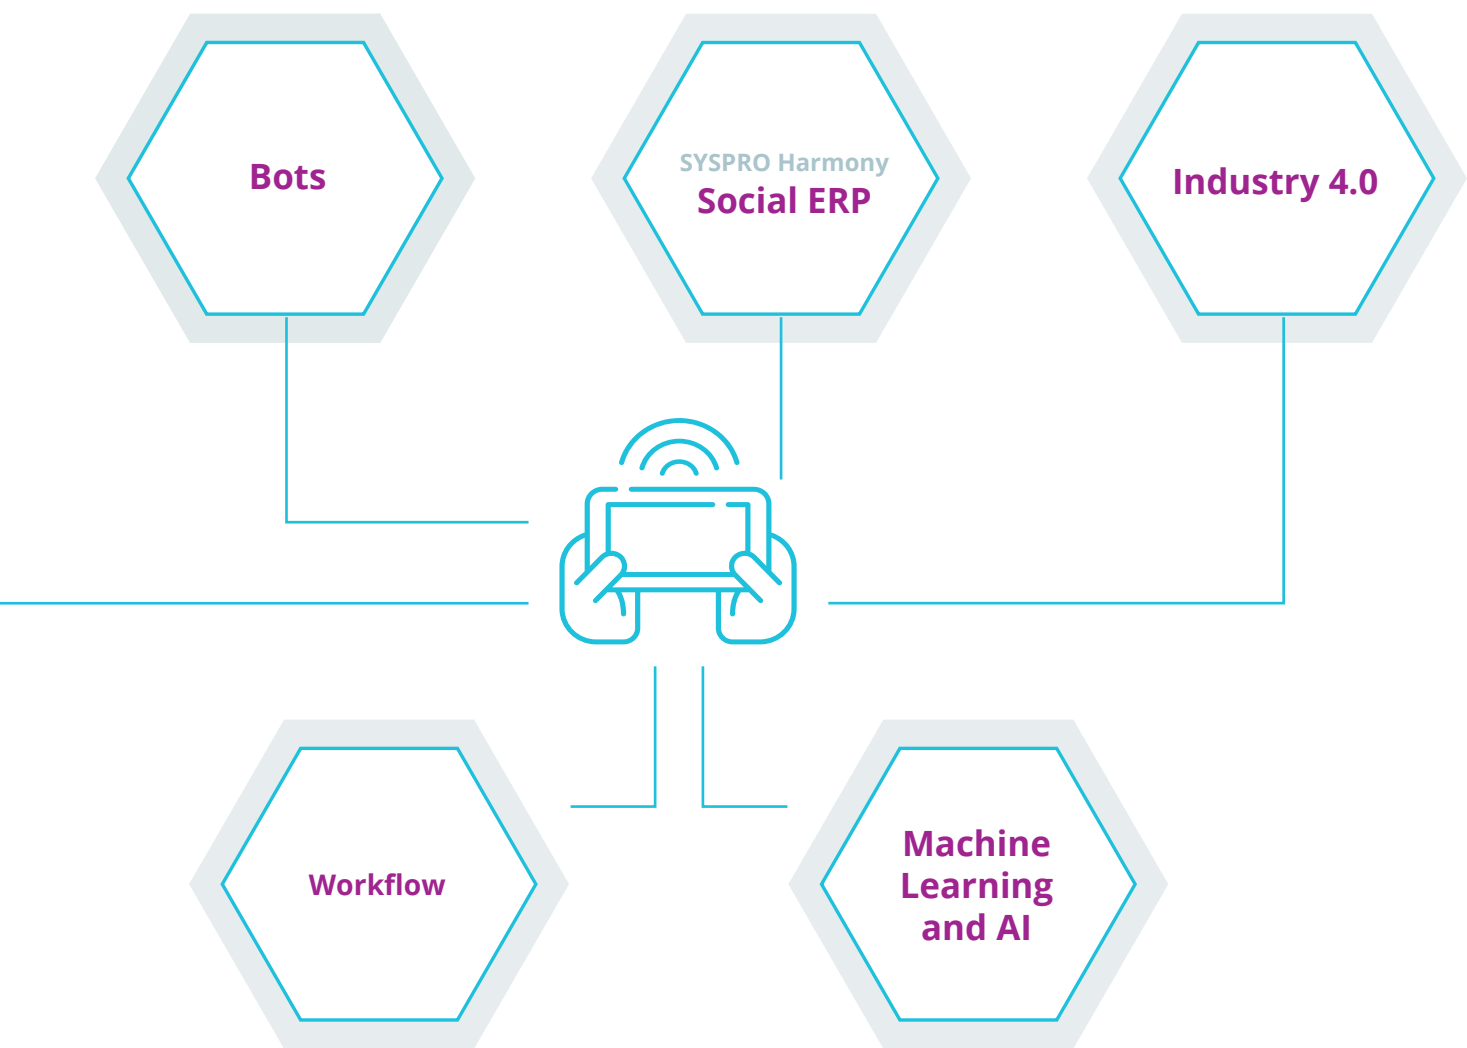 Bots
SYSPRO Harmony
Social ERP
Industry 4.0
Workflow
Machine
Learning
and AI